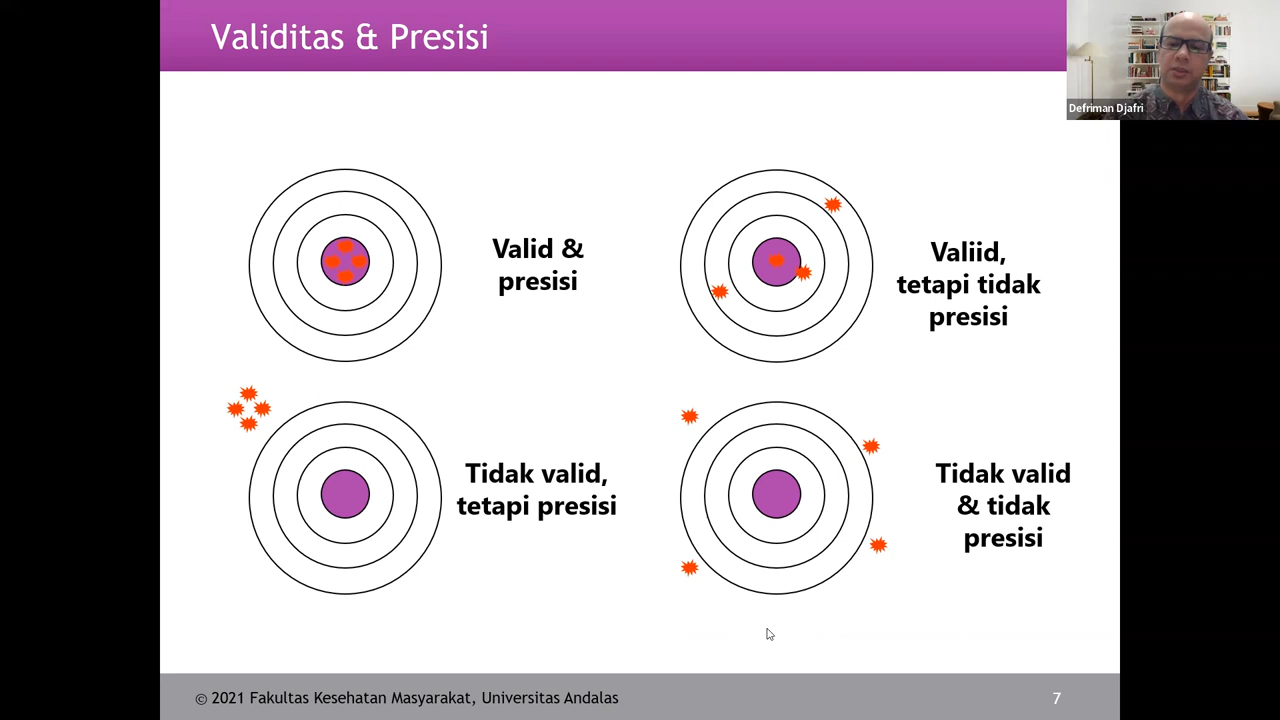 Validitas & Presisi
Defriman Djafri
Valid &
presisi
Valiid,
tetapi tidak
presisi
Tidak valid,
tetapi presisi
Tidak valid
& tidak
presisi
© 2021 Fakultas Kesehatan Masyarakat, Universitas Andalas
7